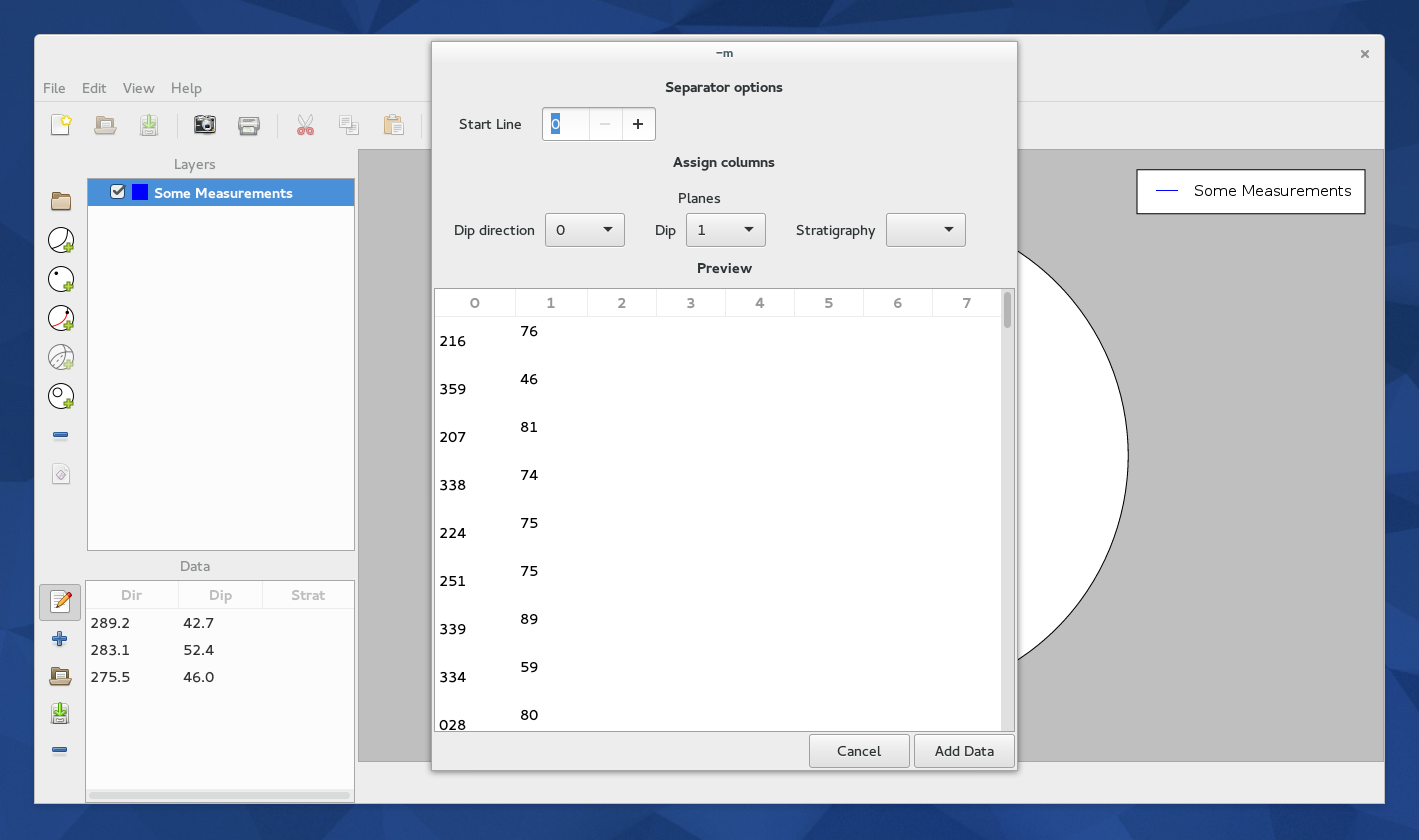 -m
File Edit View Help
Separator options
Start Line 0 − +
Layers
Assign columns
Some Measurements
Some Measurements
Planes
Dip direction 0 Dip 1 Stratigraphy
Preview
0 1 2 3 4 5 6 7
216 76
359 46
207 81
338 74
224 75
251 75
339 89
334 59
028 80
Data
Dir Dip Strat
289.2 42.7
283.1 52.4
275.5 46.0
Cancel Add Data